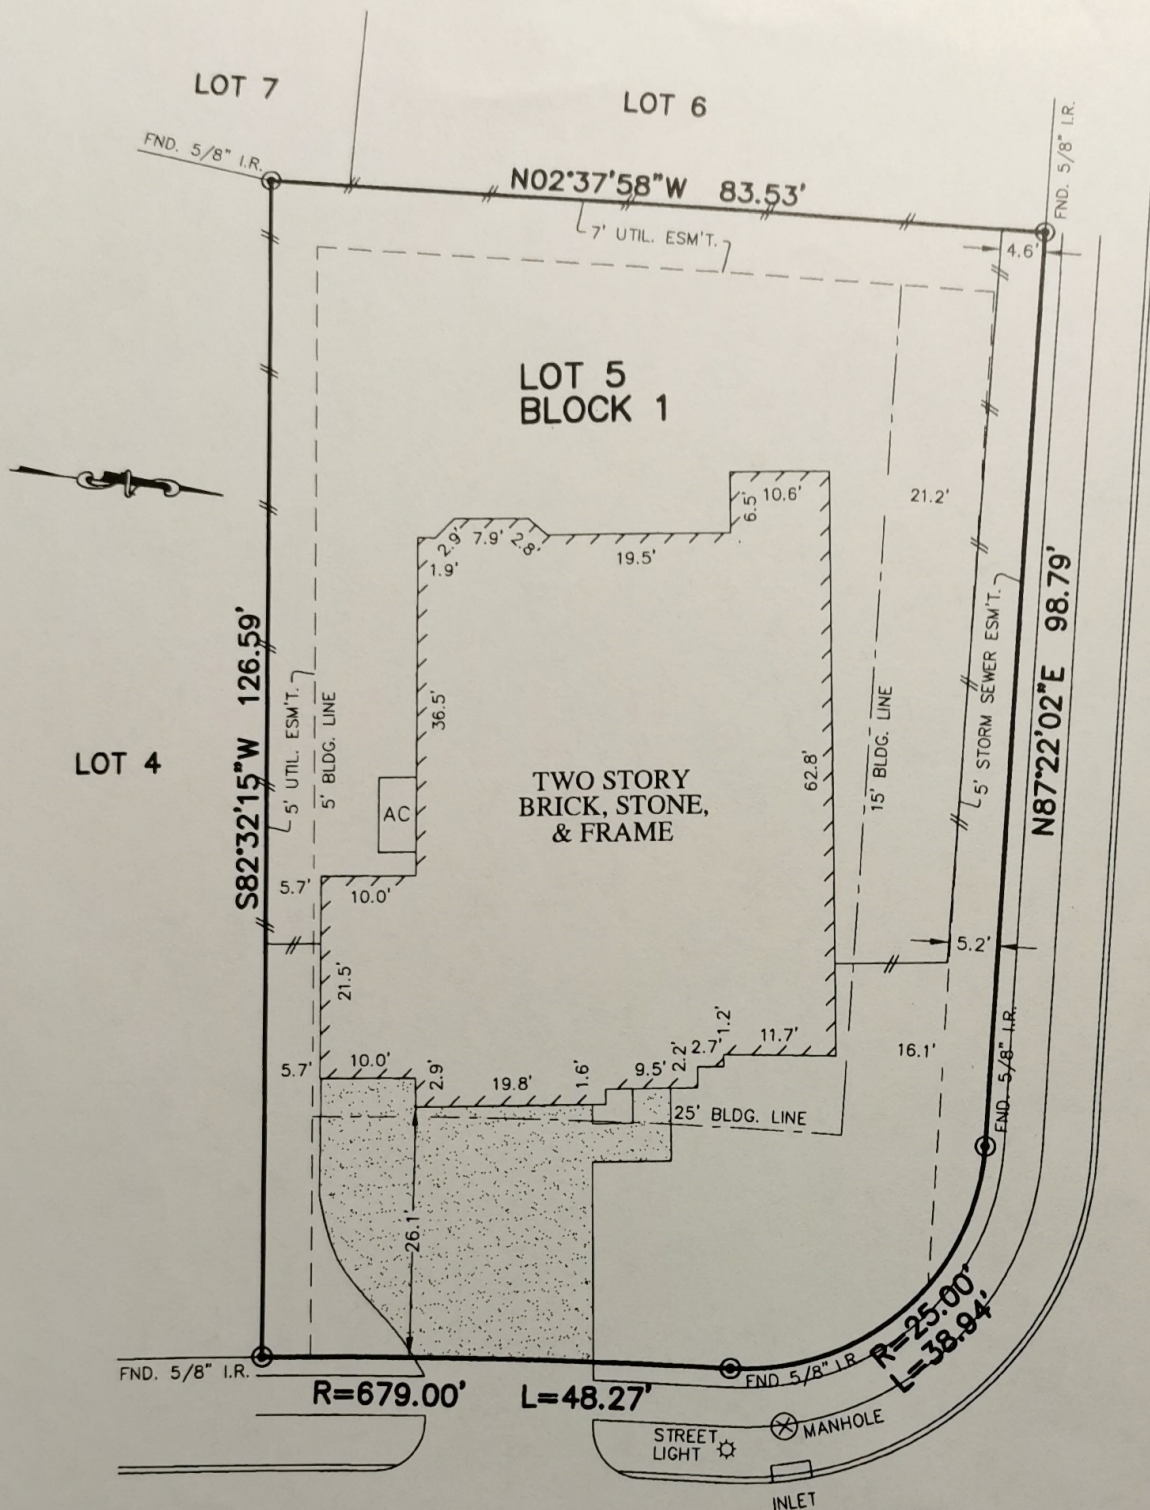 LOT 7
LOT 6
FND. 5/8" I.R.
FND. 5/8" I.R.
N02°37'58"W 83.53'
7' UTIL. ESM'T.
4.6'
LOT 5
BLOCK 1
10.6'
6.5'
21.2'
2.9'
7.9'
2.8'
1.9'
19.5'
S82°32'15"W 126.59'
5' UTIL. ESM'T.
5' BLDG. LINE
36.5'
LOT 4
TWO STORY
BRICK, STONE,
& FRAME
AC
62.8'
15' BLDG. LINE
5' STORM SEWER ESM'T.
N87°22'02"E 98.79'
5.7'
10.0'
5.2'
21.5'
5.7'
10.0'
2.9'
19.8'
1.6'
9.5'
2.2'
2.7'
1.2'
11.7'
16.1'
FND. 5/8" I.R.
25' BLDG. LINE
26.1'
FND. 5/8" I.R.
R=679.00' L=48.27'
FND 5/8" I.R
R=25.00'
L=38.94'
STREET
LIGHT
MANHOLE
INLET